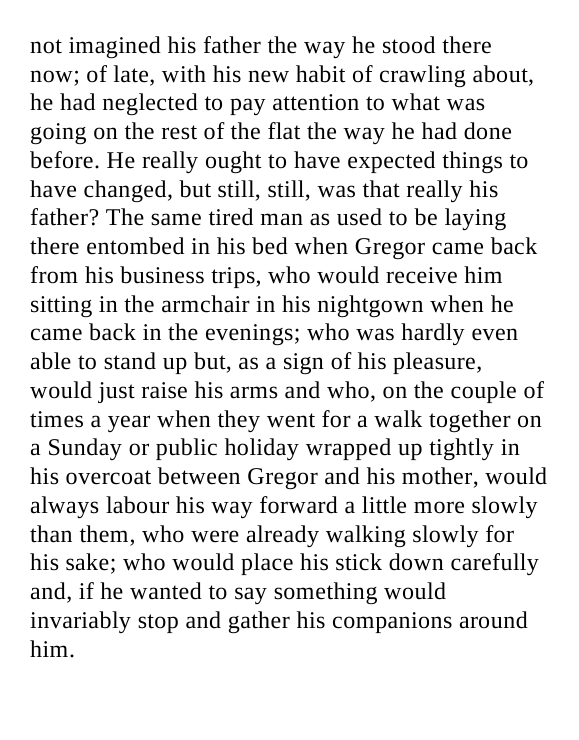 not imagined his father the way he stood there
now; of late, with his new habit of crawling about,
he had neglected to pay attention to what was
going on the rest of the flat the way he had done
before. He really ought to have expected things to
have changed, but still, still, was that really his
father? The same tired man as used to be laying
there entombed in his bed when Gregor came back
from his business trips, who would receive him
sitting in the armchair in his nightgown when he
came back in the evenings; who was hardly even
able to stand up but, as a sign of his pleasure,
would just raise his arms and who, on the couple of
times a year when they went for a walk together on
a Sunday or public holiday wrapped up tightly in
his overcoat between Gregor and his mother, would
always labour his way forward a little more slowly
than them, who were already walking slowly for
his sake; who would place his stick down carefully
and, if he wanted to say something would
invariably stop and gather his companions around
him.